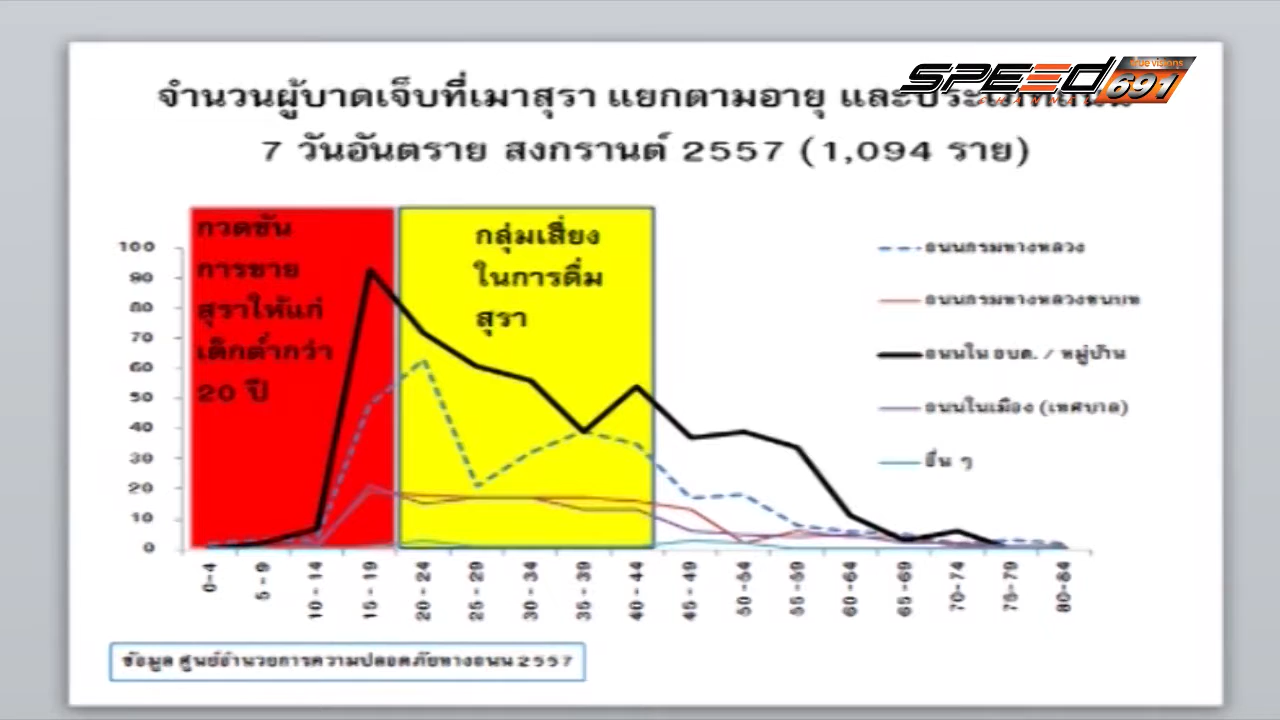 SPEED
true visions
CHANNEL 691
จำนวนผู้บาดเจ็บที่เมาสุรา แยกตามอายุ และประเภทถนน
7 วันอันตราย สงกรานต์ 2557 (1,094 ราย)
กวดขัน
การขาย
สุราให้แก่
เด็กต่ำกว่า
20 ปี
กลุ่มเสี่ยง
ในการดื่ม
สุรา
100
90
80
70
60
50
40
30
20
10
0
0-4
5 - 9
10 - 14
15 - 19
20 - 24
25 - 29
30 - 34
35 - 39
40 - 44
45 - 49
50-54
55-59
60-64
65-69
70-74
75-79
80-84
ถนนกรมทางหลวง
ถนนกรมทางหลวงชนบท
ถนนใน อบต. / หมู่บ้าน
ถนนในเมือง (เทศบาล)
อื่น ๆ
ข้อมูล ศูนย์อำนวยการความปลอดภัยทางถนน 2557